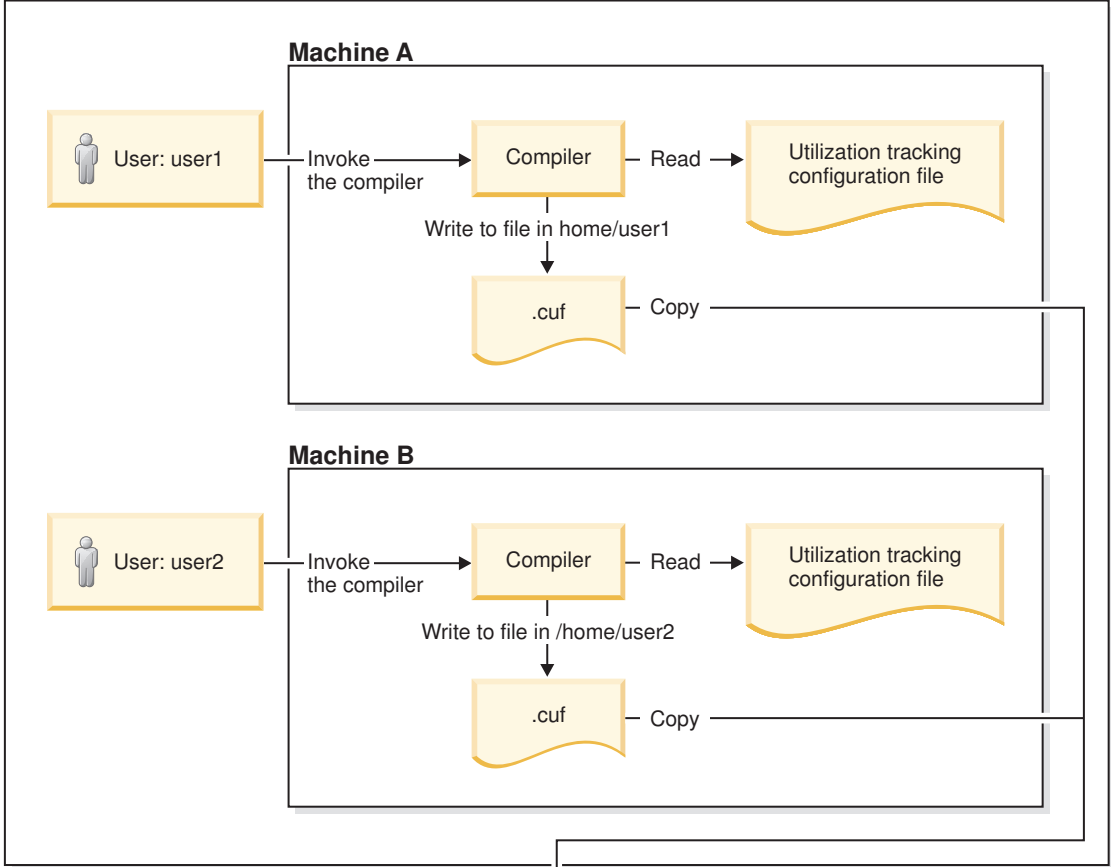 Machine A
User: user1
Invoke
the compiler
Compiler
Read
Utilization tracking
configuration file
Write to file in home/user1
.cuf
Copy
Machine B
User: user2
Invoke
the compiler
Compiler
Read
Utilization tracking
configuration file
Write to file in /home/user2
.cuf
Copy